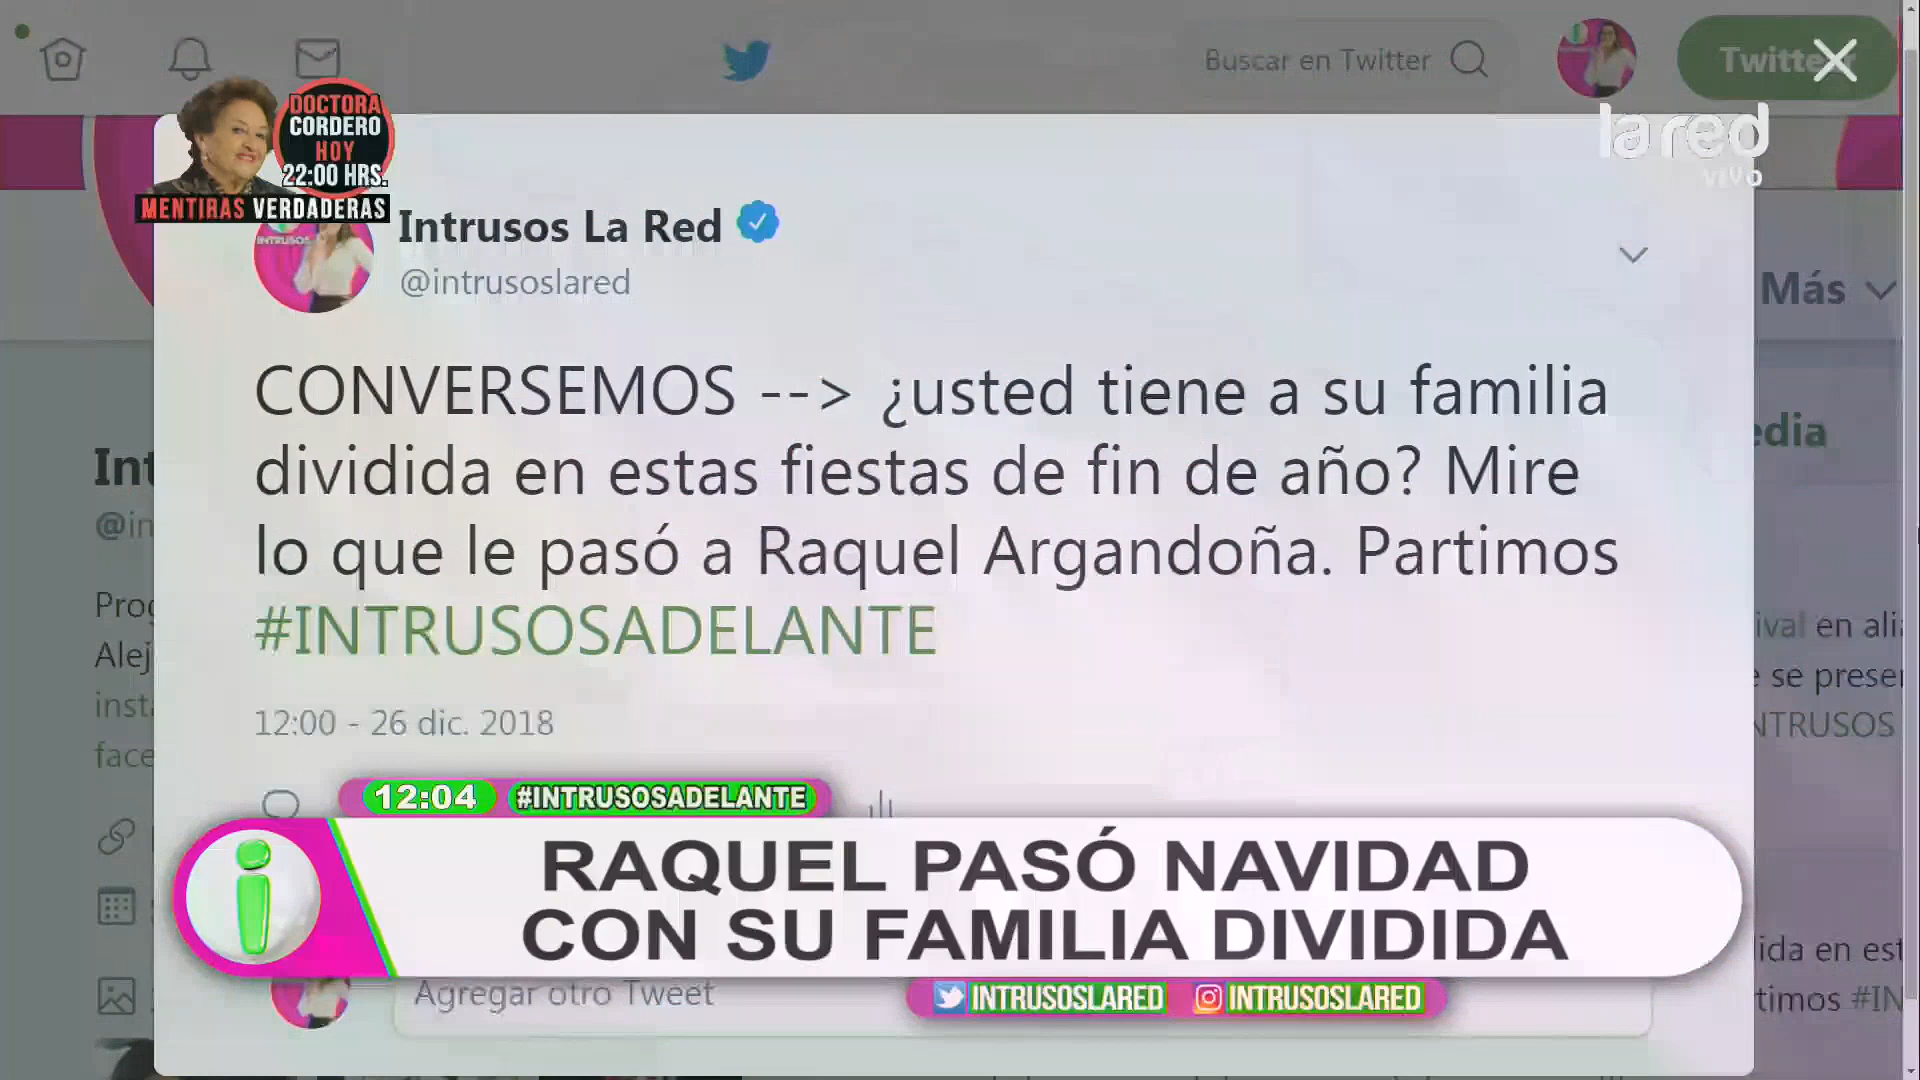 Buscar en Twitter
DOCTORA
CORDERO
HOY
22:00 HRS.
MENTIRAS VERDADERAS
la red
VIVO
Intrusos La Red
@intrusoslared
Más
CONVERSEMOS --> ¿usted tiene a su familia
dividida en estas fiestas de fin de año? Mire
lo que le pasó a Raquel Argandoña. Partimos
#INTRUSOSADELANTE
12:00 - 26 dic. 2018
en
se
12:04 #INTRUSOSADELANTE
RAQUEL PASÓ NAVIDAD
CON SU FAMILIA DIVIDIDA
Agregar otro Tweet
INTRUSOSLARED INTRUSOSLARED